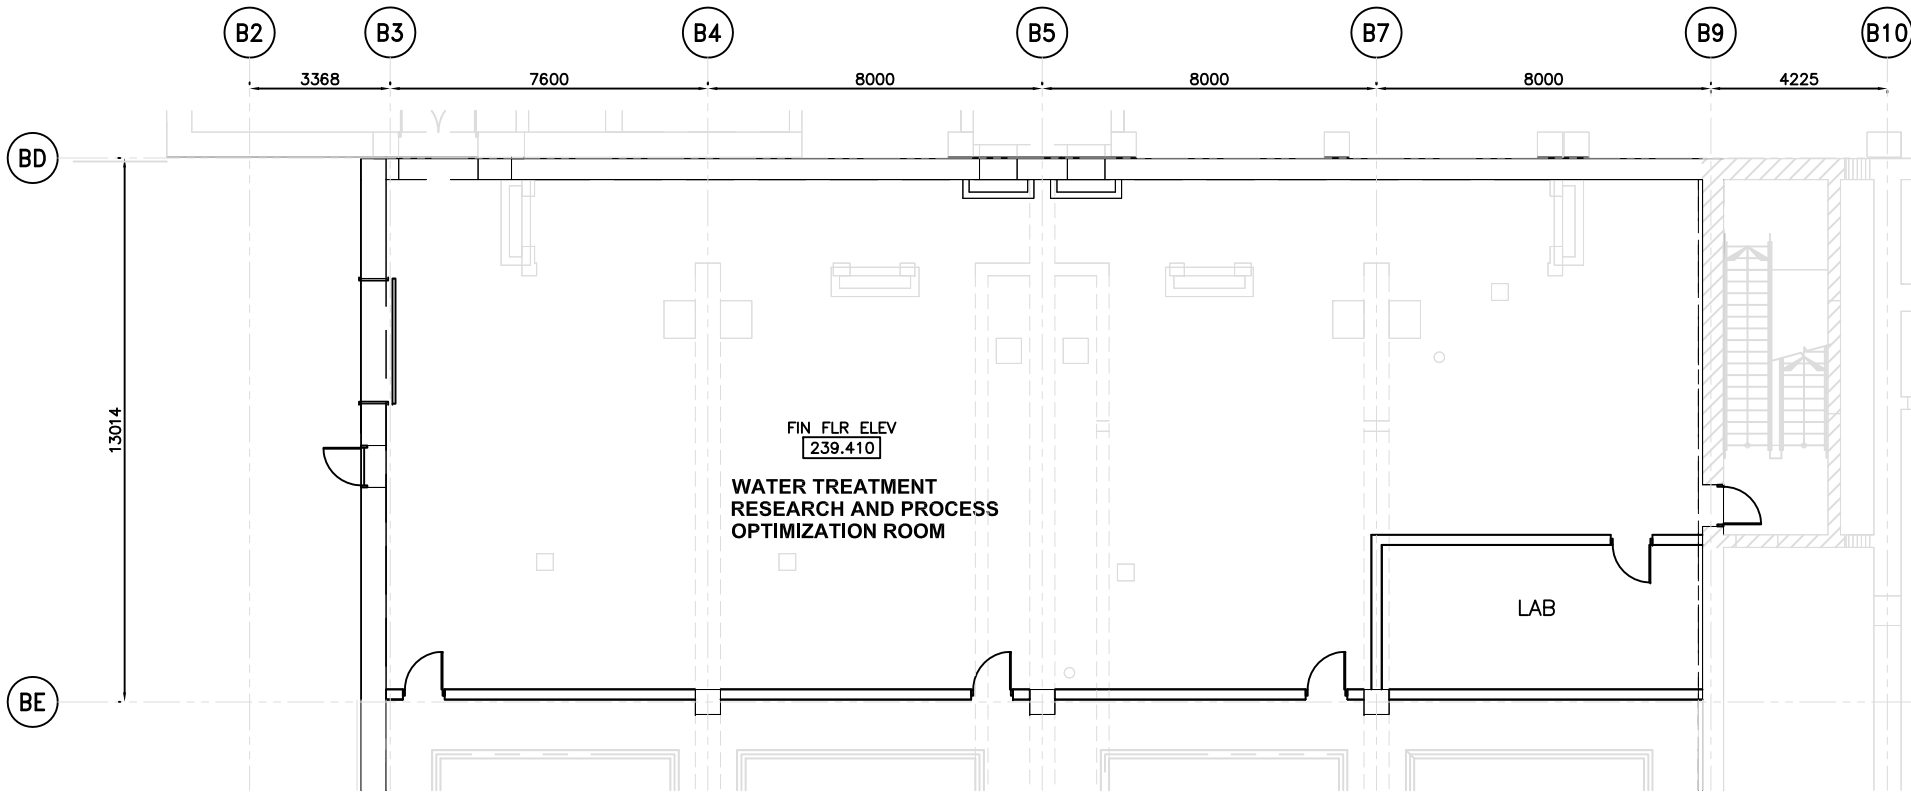 B2 B3 B4 B5 B7 B9 B10
3368 7600 8000 8000 8000 4225
BD
13014
FIN FLR ELEV
239.410
WATER TREATMENT
RESEARCH AND PROCESS
OPTIMIZATION ROOM
LAB
BE